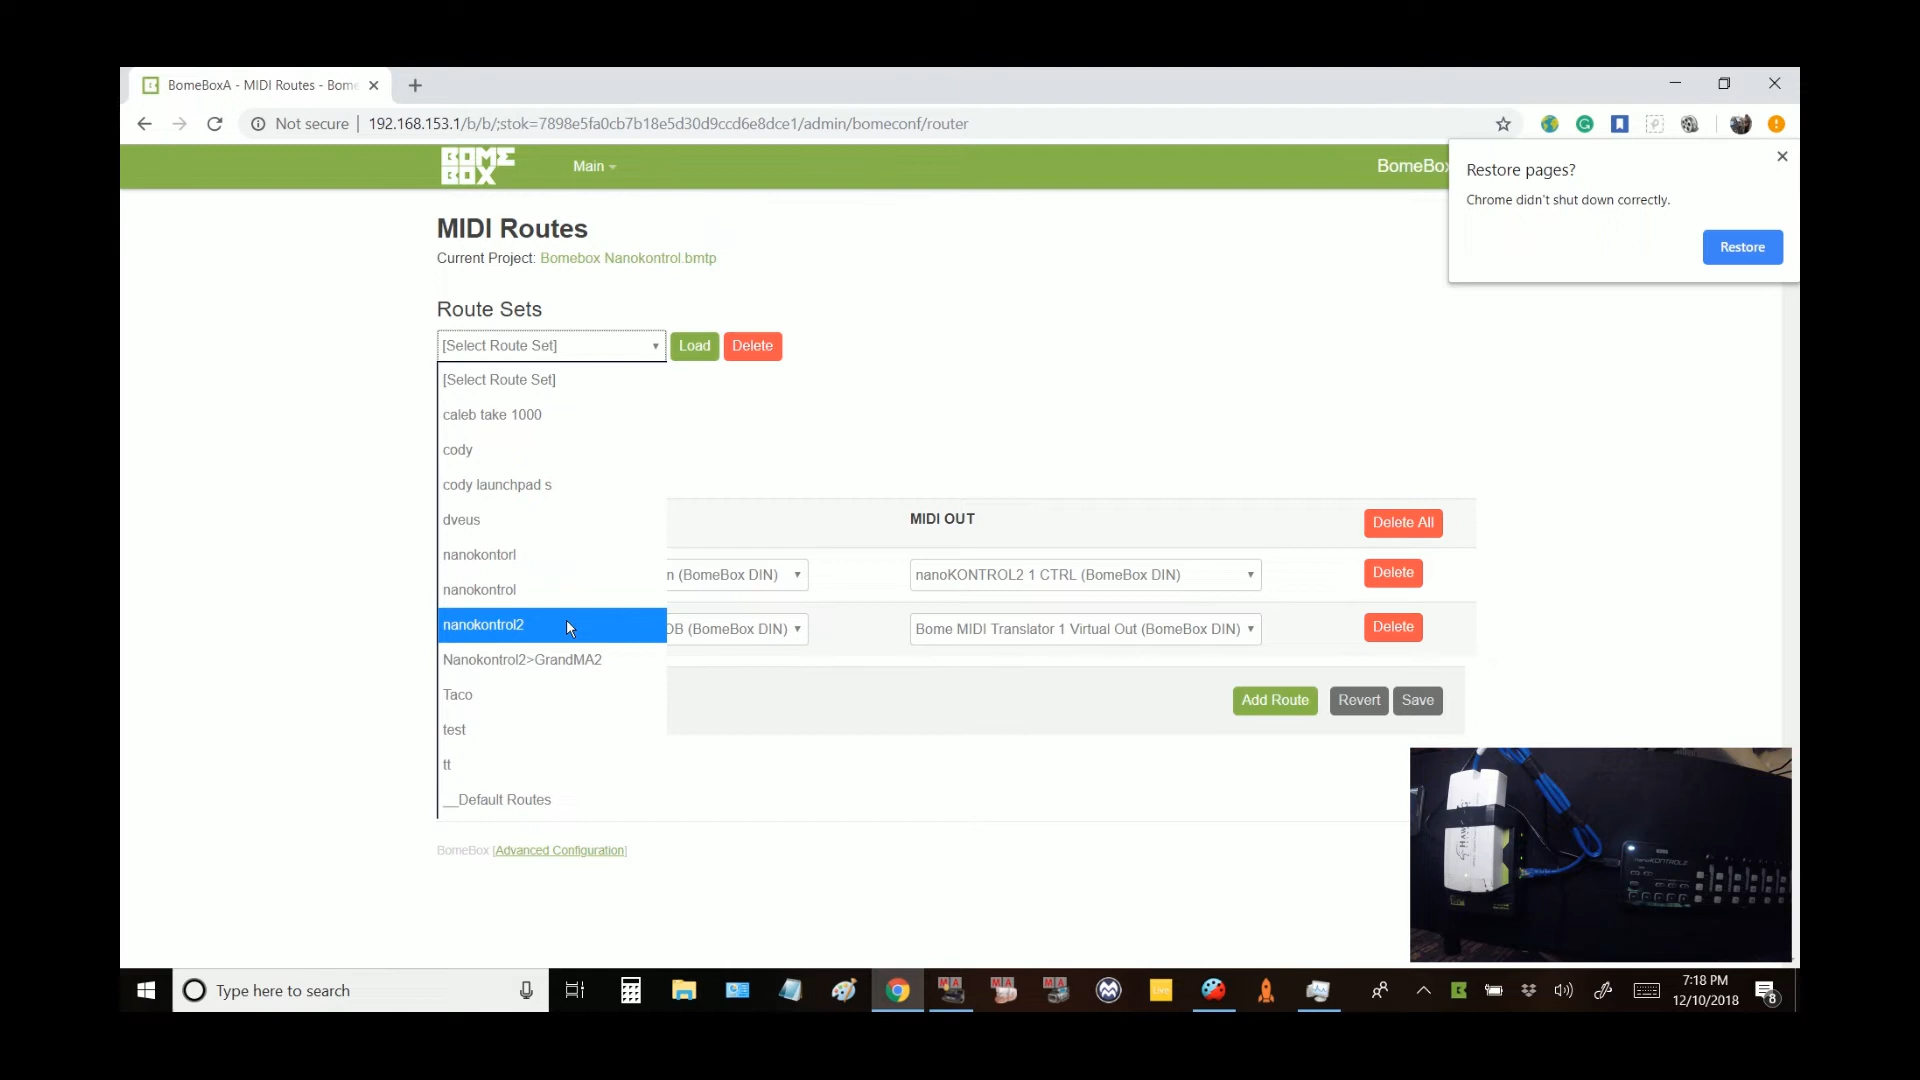 BomeBoxA - MIDI Routes - Bome
Not secure | 192.168.153.1/b/b/;stok=7898e5fa0cb7b18e5d30d9ccd6e8dce1/admin/bomeconf/router
BOME BOX
Main
BomeBox
Restore pages?
Chrome didn't shut down correctly.
Restore
MIDI Routes
Current Project: Bomebox Nanokontrol.bmtp
Route Sets
[Select Route Set] Load Delete
[Select Route Set]
caleb take 1000
cody
cody launchpad s
dveus
nanokontorl
nanokontrol
nanokontrol2
Nanokontrol2>GrandMA2
Taco
test
tt
__Default Routes
MIDI OUT Delete All
n (BomeBox DIN) nanoKONTROL2 1 CTRL (BomeBox DIN) Delete
OB (BomeBox DIN) Bome MIDI Translator 1 Virtual Out (BomeBox DIN) Delete
Add Route Revert Save
BomeBox [Advanced Configuration]
nanoKONTROL2
Type here to search
7:18 PM
12/10/2018
8